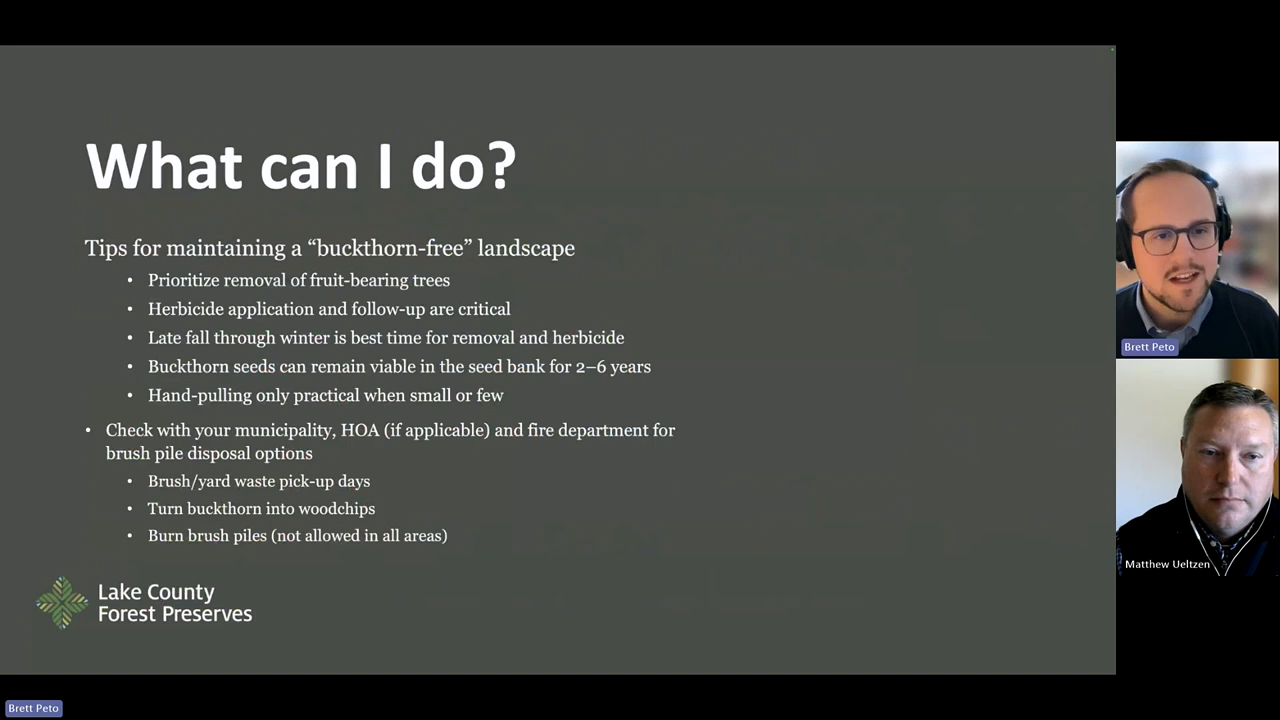 What can I do?
Tips for maintaining a “buckthorn-free” landscape
• Prioritize removal of fruit-bearing trees
• Herbicide application and follow-up are critical
• Late fall through winter is best time for removal and herbicide
• Buckthorn seeds can remain viable in the seed bank for 2–6 years
• Hand-pulling only practical when small or few
• Check with your municipality, HOA (if applicable) and fire department for
brush pile disposal options
• Brush/yard waste pick-up days
• Turn buckthorn into woodchips
• Burn brush piles (not allowed in all areas)
Lake County
Forest Preserves
Brett Peto
Matthew Ueltzen
Brett Peto